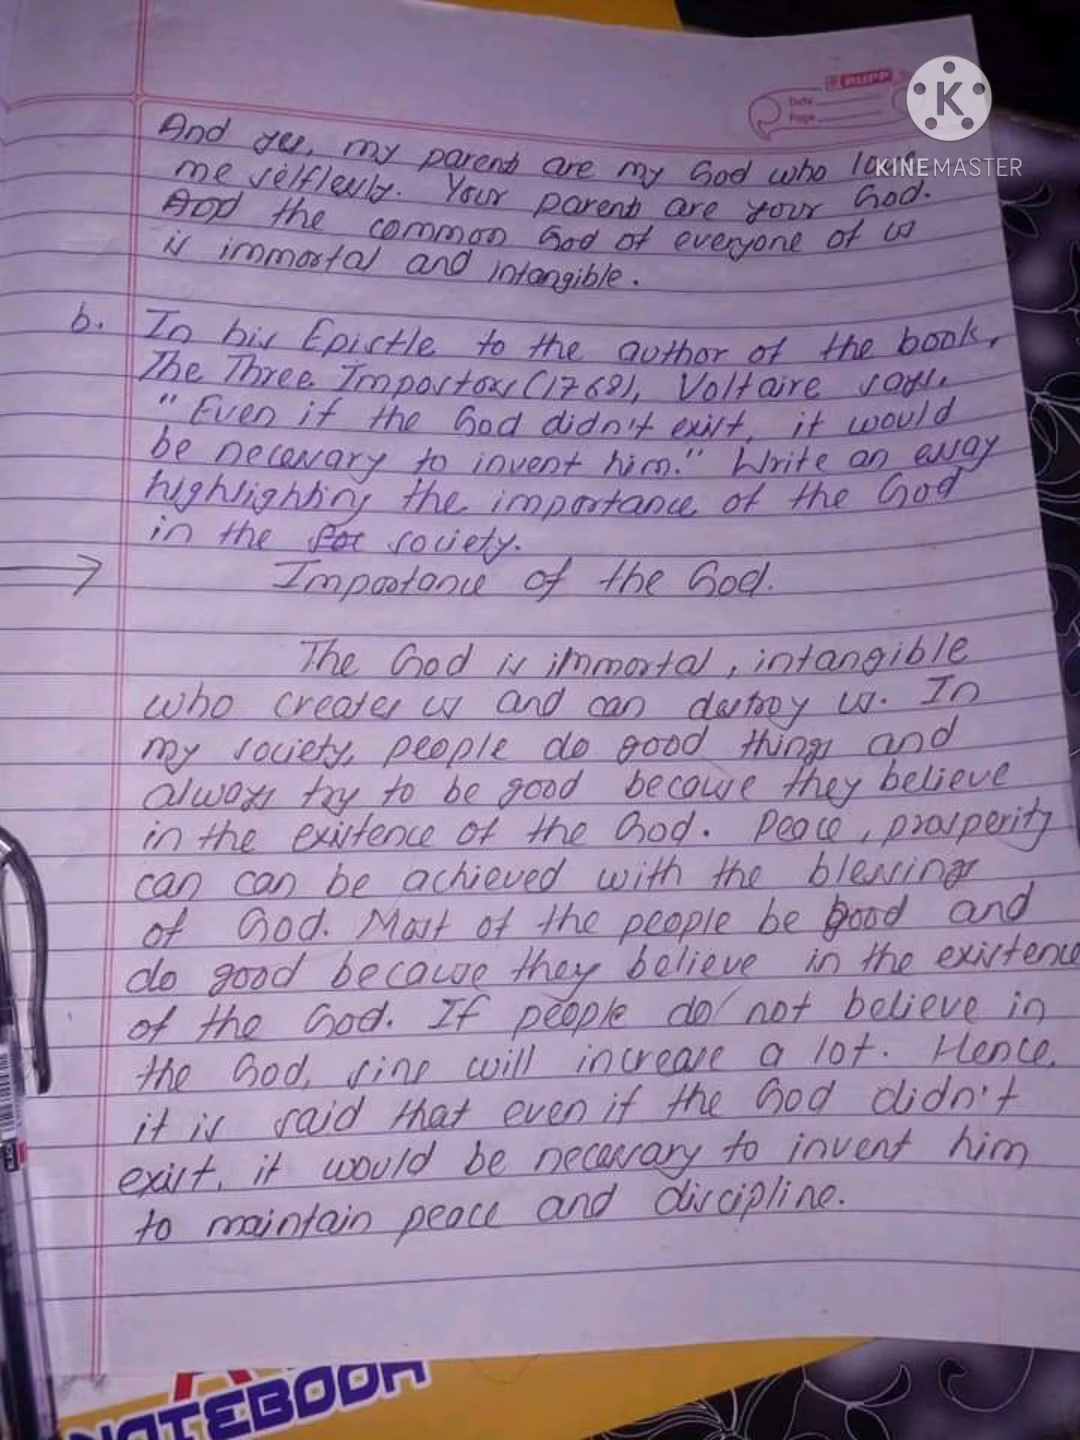 RUPP
Date
Page
K
KINEMASTER
And yes, my parents are my God who love
me selflessly. Your parents are your God.
And the common God of everyone of us
is immortal and intangible.
b. In his Epistle to the author of the book,
The Three Impostors (1768), Voltaire says,
"Even if the God didn't exist, it would
be necessary to invent him." Write an essay
highlighting the importance of the God
in the society.
Importance of the God.
The God is immortal, intangible
who creates us and can destroy us. In
my society, people do good things and
always try to be good because they believe
in the existence of the God. Peace, prosperity
can can be achieved with the blessings
of God. Most of the people be good and
do good because they believe in the existence
of the God. If people do not believe in
the God, sins will increase a lot. Hence,
it is said that even if the God didn't
exist, it would be necessary to invent him
to maintain peace and discipline.
NOTEBOOK